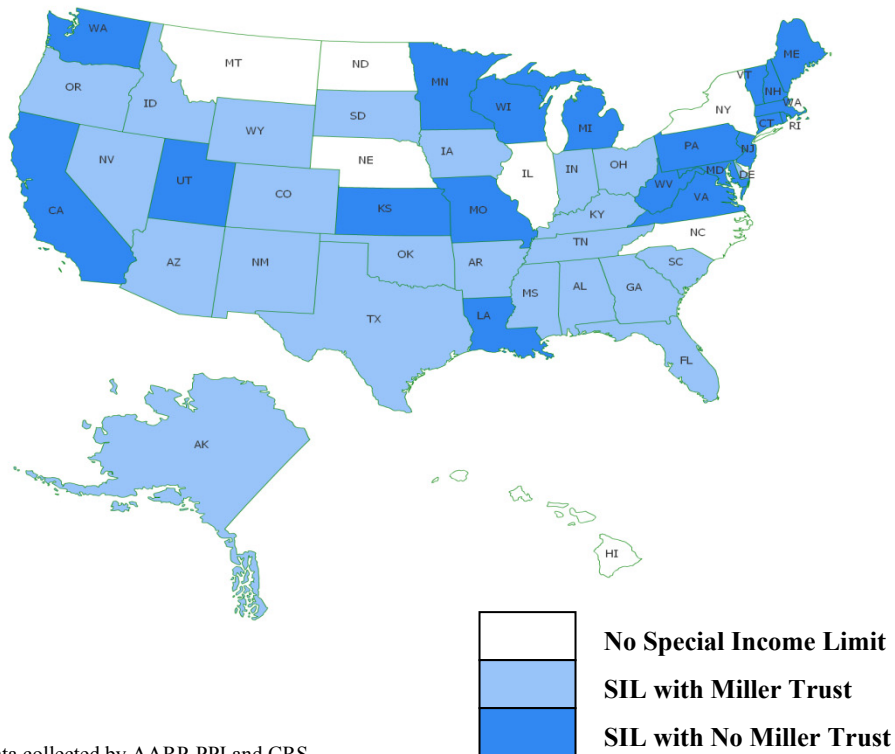 WA
MT
ND
MN
ME
VT
NH
WA
OR
ID
SD
WI
NY
MI
CT
RI
WY
IA
PA
NJ
NV
NE
IL
IN
OH
MD
DE
UT
CO
WV
VA
CA
KS
MO
KY
NC
AZ
NM
OK
AR
TN
SC
MS
AL
GA
TX
LA
FL
AK
HI
No Special Income Limit
SIL with Miller Trust
SIL with No Miller Trust